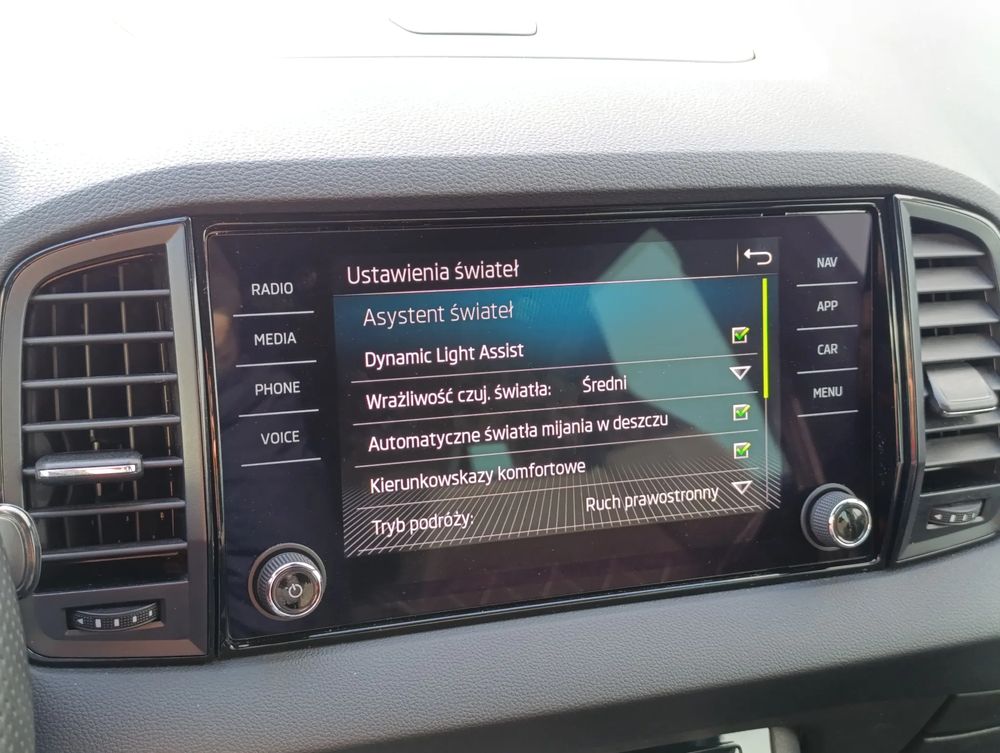 RADIO
MEDIA
PHONE
VOICE
Ustawienia świateł
Asystent świateł
Dynamic Light Assist
Wrażliwość czuj. światła: Średni
Automatyczne światła mijania w deszczu
Kierunkowskazy komfortowe
Tryb podróży: Ruch prawostronny
NAV
APP
CAR
MENU